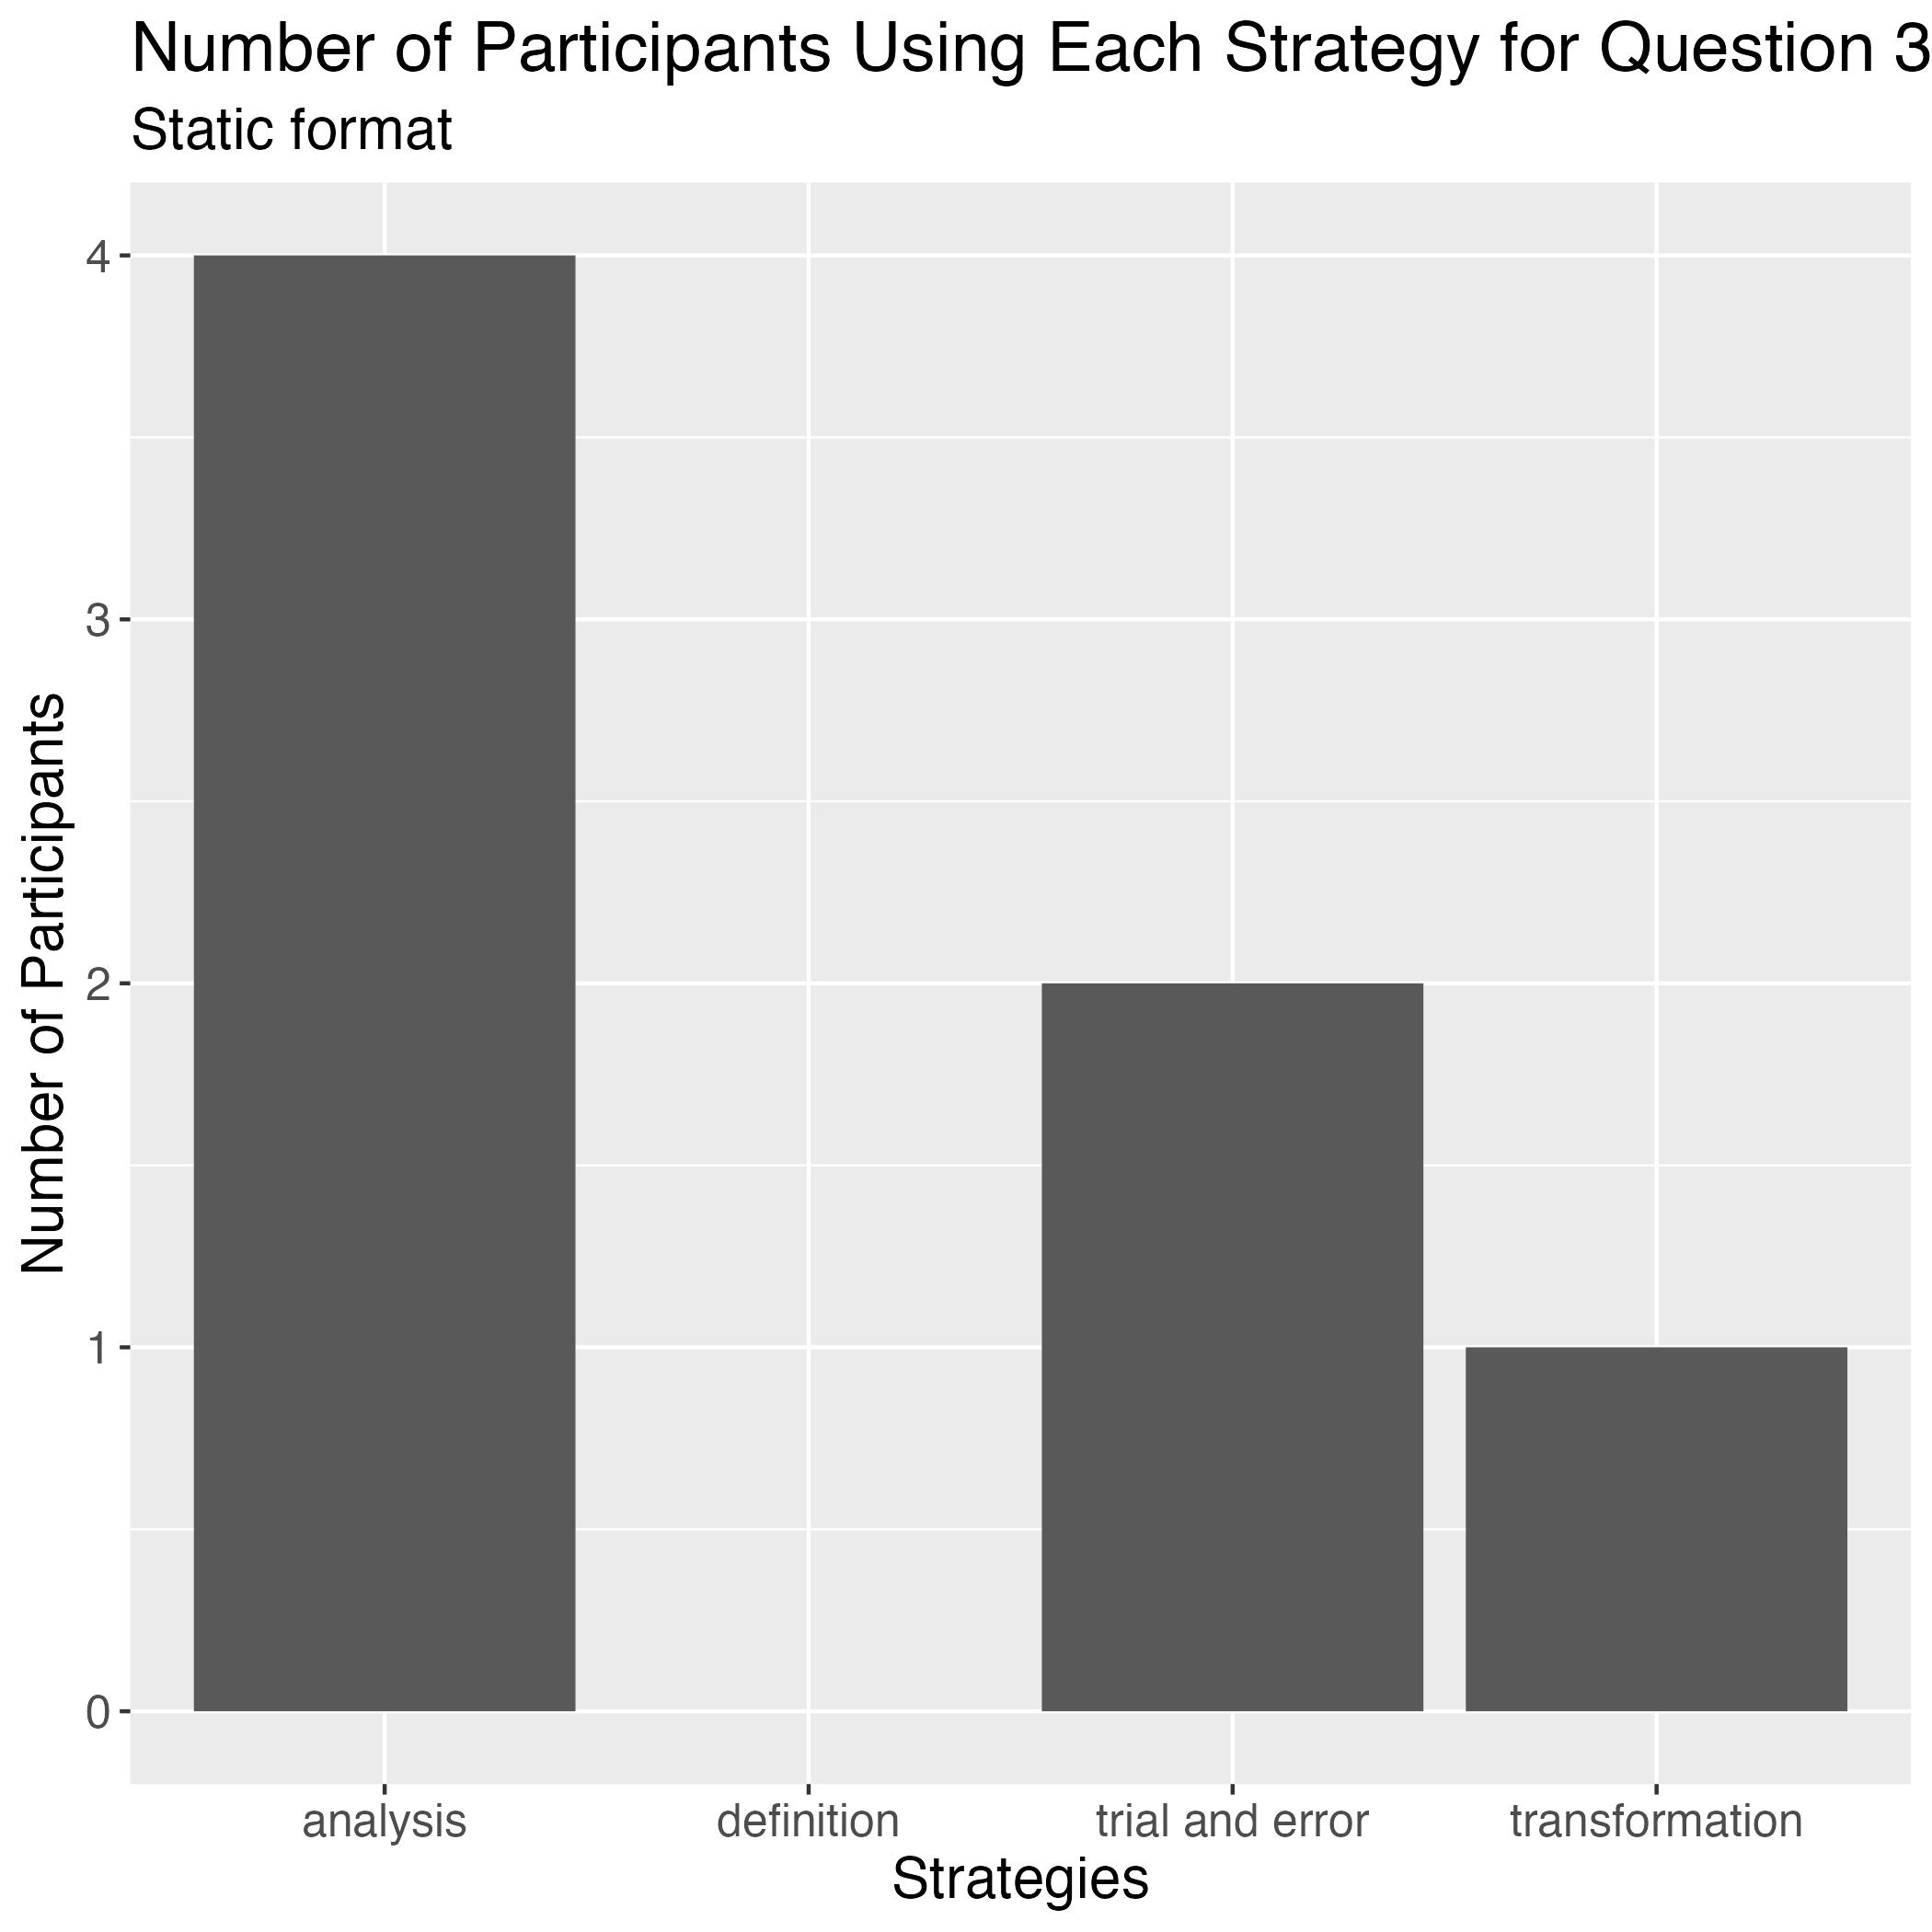 Number of Participants Using Each Strategy for Question 3
Static format
Number of Participants
4
3
2
1
0
analysis
definition
trial and error
transformation
Strategies